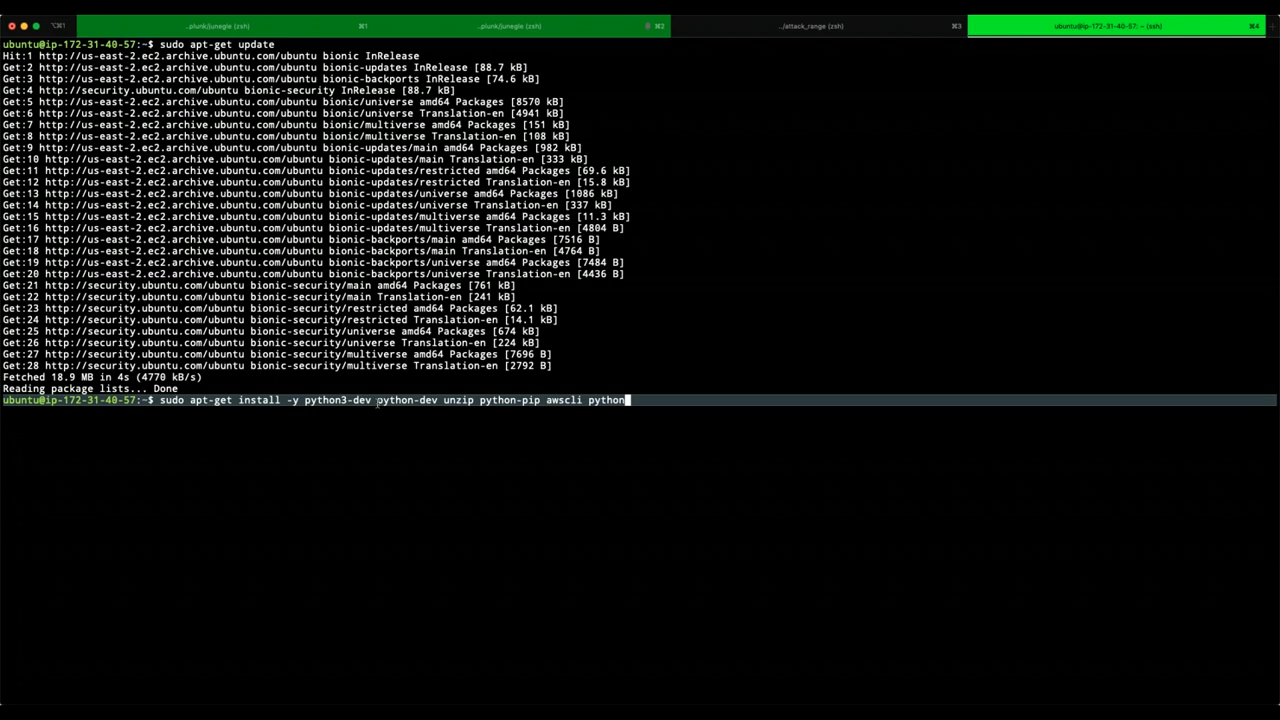 ⌥⌘1 ..plunk/junegle (zsh) ⌘1 ..plunk/junegle (zsh) ⌘2 ../attack_range (zsh) ⌘3 ubuntu@ip-172-31-40-57: ~ (ssh) ⌘4
ubuntu@ip-172-31-40-57:~$ sudo apt-get update
Hit:1 http://us-east-2.ec2.archive.ubuntu.com/ubuntu bionic InRelease
Get:2 http://us-east-2.ec2.archive.ubuntu.com/ubuntu bionic-updates InRelease [88.7 kB]
Get:3 http://us-east-2.ec2.archive.ubuntu.com/ubuntu bionic-backports InRelease [74.6 kB]
Get:4 http://security.ubuntu.com/ubuntu bionic-security InRelease [88.7 kB]
Get:5 http://us-east-2.ec2.archive.ubuntu.com/ubuntu bionic/universe amd64 Packages [8570 kB]
Get:6 http://us-east-2.ec2.archive.ubuntu.com/ubuntu bionic/universe Translation-en [4941 kB]
Get:7 http://us-east-2.ec2.archive.ubuntu.com/ubuntu bionic/multiverse amd64 Packages [151 kB]
Get:8 http://us-east-2.ec2.archive.ubuntu.com/ubuntu bionic/multiverse Translation-en [108 kB]
Get:9 http://us-east-2.ec2.archive.ubuntu.com/ubuntu bionic-updates/main amd64 Packages [982 kB]
Get:10 http://us-east-2.ec2.archive.ubuntu.com/ubuntu bionic-updates/main Translation-en [333 kB]
Get:11 http://us-east-2.ec2.archive.ubuntu.com/ubuntu bionic-updates/restricted amd64 Packages [69.6 kB]
Get:12 http://us-east-2.ec2.archive.ubuntu.com/ubuntu bionic-updates/restricted Translation-en [15.8 kB]
Get:13 http://us-east-2.ec2.archive.ubuntu.com/ubuntu bionic-updates/universe amd64 Packages [1086 kB]
Get:14 http://us-east-2.ec2.archive.ubuntu.com/ubuntu bionic-updates/universe Translation-en [337 kB]
Get:15 http://us-east-2.ec2.archive.ubuntu.com/ubuntu bionic-updates/multiverse amd64 Packages [11.3 kB]
Get:16 http://us-east-2.ec2.archive.ubuntu.com/ubuntu bionic-updates/multiverse Translation-en [4804 B]
Get:17 http://us-east-2.ec2.archive.ubuntu.com/ubuntu bionic-backports/main amd64 Packages [7516 B]
Get:18 http://us-east-2.ec2.archive.ubuntu.com/ubuntu bionic-backports/main Translation-en [4764 B]
Get:19 http://us-east-2.ec2.archive.ubuntu.com/ubuntu bionic-backports/universe amd64 Packages [7484 B]
Get:20 http://us-east-2.ec2.archive.ubuntu.com/ubuntu bionic-backports/universe Translation-en [4436 B]
Get:21 http://security.ubuntu.com/ubuntu bionic-security/main amd64 Packages [761 kB]
Get:22 http://security.ubuntu.com/ubuntu bionic-security/main Translation-en [241 kB]
Get:23 http://security.ubuntu.com/ubuntu bionic-security/restricted amd64 Packages [62.1 kB]
Get:24 http://security.ubuntu.com/ubuntu bionic-security/restricted Translation-en [14.1 kB]
Get:25 http://security.ubuntu.com/ubuntu bionic-security/universe amd64 Packages [674 kB]
Get:26 http://security.ubuntu.com/ubuntu bionic-security/universe Translation-en [224 kB]
Get:27 http://security.ubuntu.com/ubuntu bionic-security/multiverse amd64 Packages [7696 B]
Get:28 http://security.ubuntu.com/ubuntu bionic-security/multiverse Translation-en [2792 B]
Fetched 18.9 MB in 4s (4770 kB/s)
Reading package lists... Done
ubuntu@ip-172-31-40-57:~$ sudo apt-get install -y python3-dev python-dev unzip python-pip awscli python